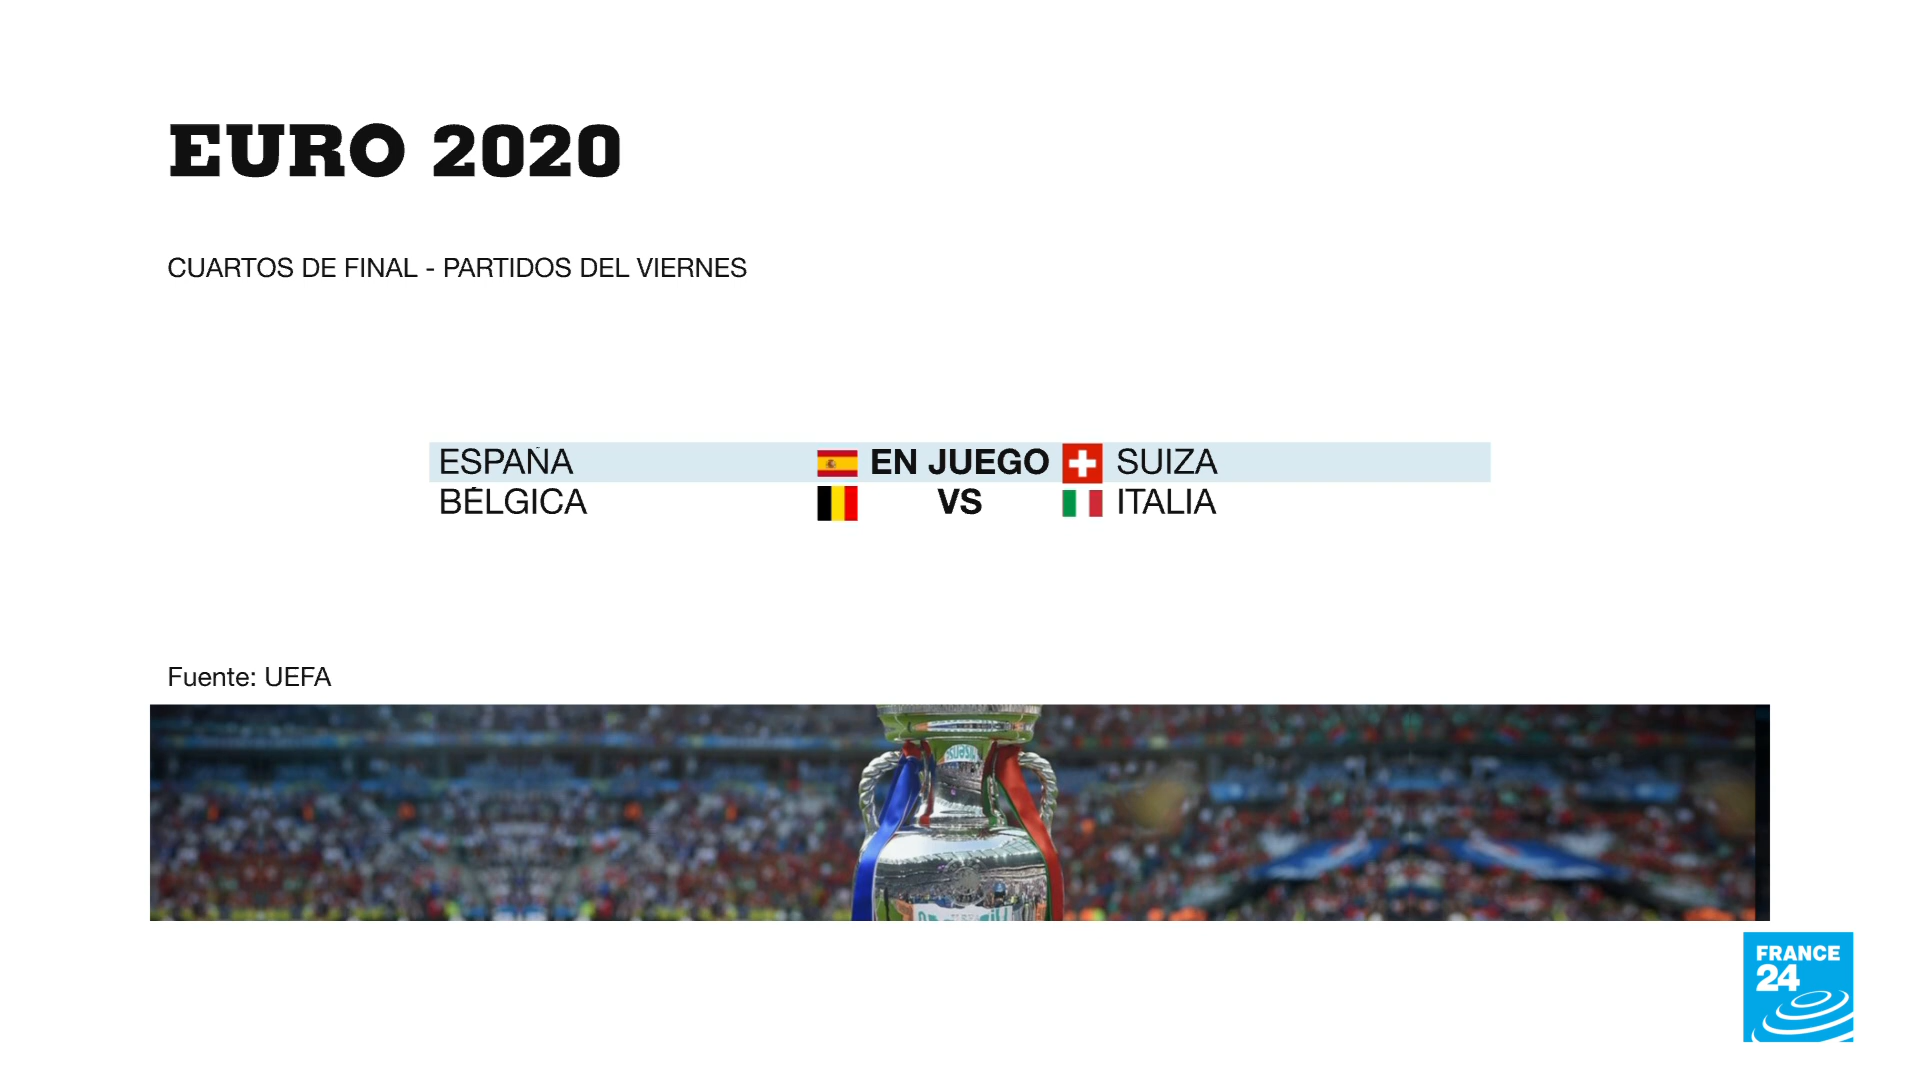 EURO 2020
CUARTOS DE FINAL - PARTIDOS DEL VIERNES
ESPAÑA EN JUEGO SUIZA
BÉLGICA VS ITALIA
Fuente: UEFA
FRANCE
24